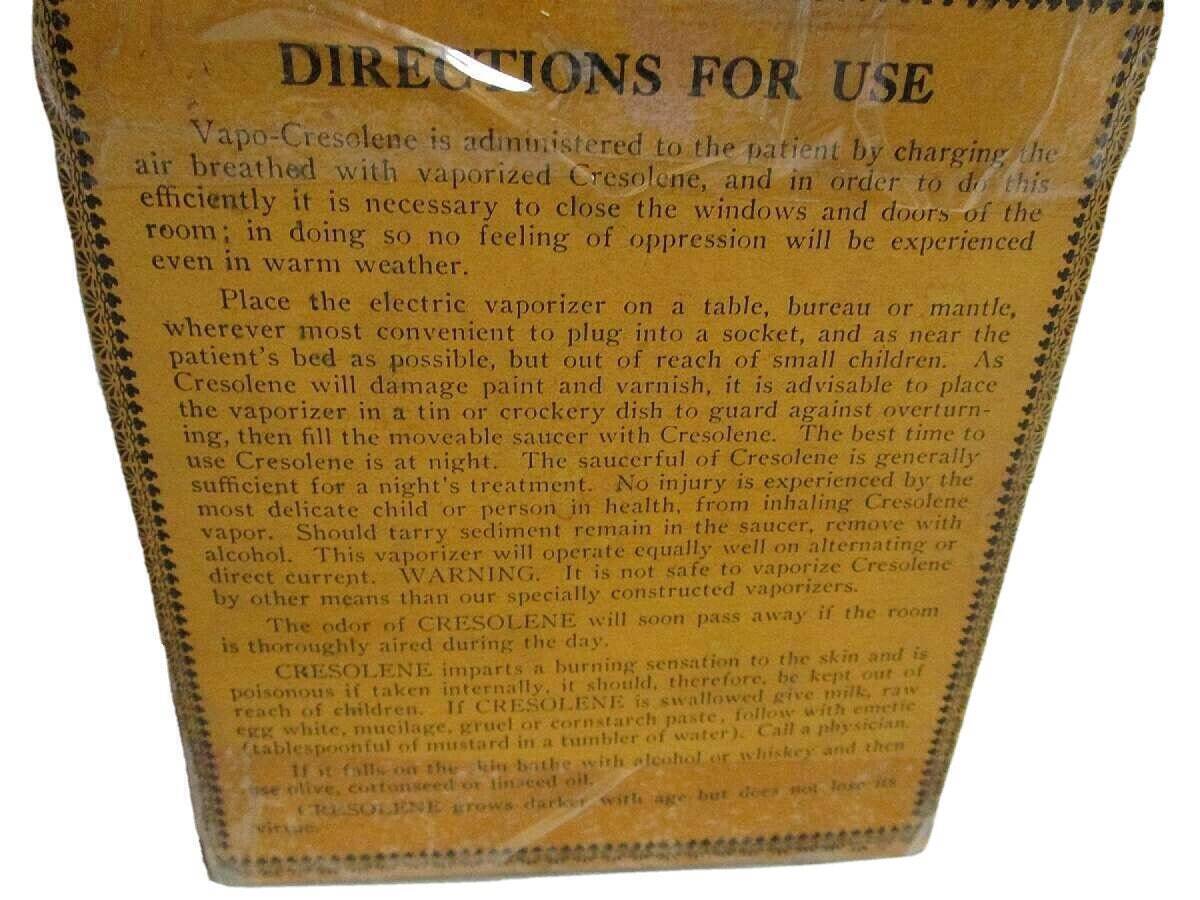 DIRECTIONS FOR USE
Vapo-Cresolene is administered to the patient by charging the
air breathed with vaporized Cresolene, and in order to do this
efficiently it is necessary to close the windows and doors of the
room; in doing so no feeling of oppression will be experienced
even in warm weather.
Place the electric vaporizer on a table, bureau or mantle,
wherever most convenient to plug into a socket, and as near the
patient's bed as possible, but out of reach of small children. As
Cresolene will damage paint and varnish, it is advisable to place
the vaporizer in a tin or crockery dish to guard against overturn-
ing, then fill the moveable saucer with Cresolene. The best time to
use Cresolene is at night. The saucerful of Cresolene is generally
sufficient for a night's treatment. No injury is experienced by the
most delicate child or person in health, from inhaling Cresolene
vapor. Should tarry sediment remain in the saucer, remove with
alcohol. This vaporizer will operate equally well on alternating or
direct current. WARNING. It is not safe to vaporize Cresolene
by other means than our specially constructed vaporizers.
The odor of CRESOLENE will soon pass away if the room
is thoroughly aired during the day.
CRESOLENE imparts a burning sensation to the skin and is
poisonous if taken internally, it should, therefore, be kept out of
reach of children. If CRESOLENE is swallowed give milk, raw
egg white, mucilage, gruel or cornstarch paste, follow with emetic
(tablespoonful of mustard in a tumbler of water). Call a physician.
If it falls on the skin bathe with alcohol or whiskey and then
use olive, cottonseed or linseed oil.
CRESOLENE grows darker with age but does not lose its
virtue.